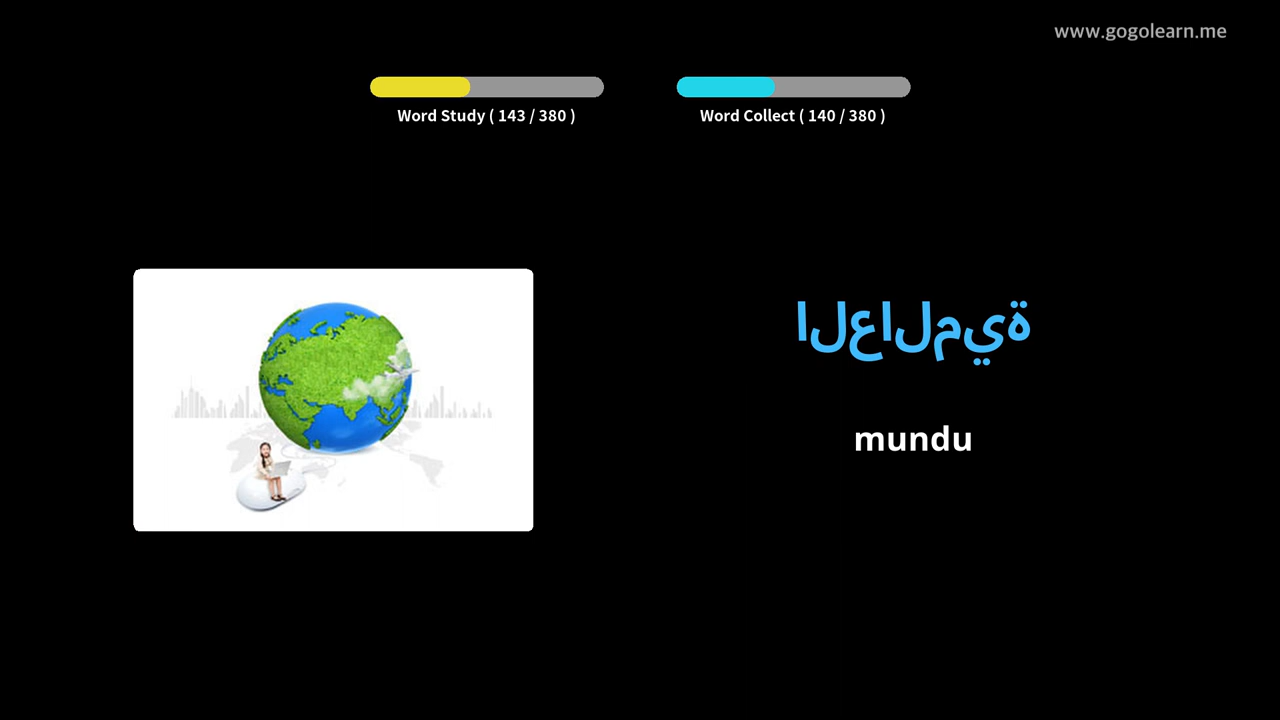 www.gogolearn.me
Word Study ( 143 / 380 )
Word Collect ( 140 / 380 )
العالمية
mundu